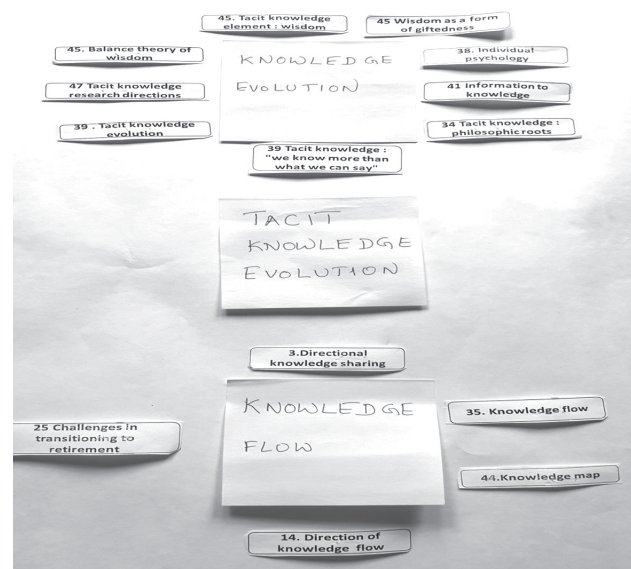 45. Tacit knowledge
element : wisdom
45 Wisdom as a form
of giftedness
45. Balance theory of
wisdom
38. Individual
psychology
KNOWLEDGE
EVOLUTION
47 Tacit knowledge
research directions
41 Information to
knowledge
39 . Tacit knowledge
evolution
34 Tacit knowledge :
philosophic roots
39 Tacit knowledge :
"we know more than
what we can say"
TACIT
KNOWLEDGE
EVOLUTION
3.Directional
knowledge sharing
KNOWLEDGE
FLOW
35. Knowledge flow
25 Challenges in
transitioning to
retirement
44.Knowledge map
14. Direction of
knowledge flow